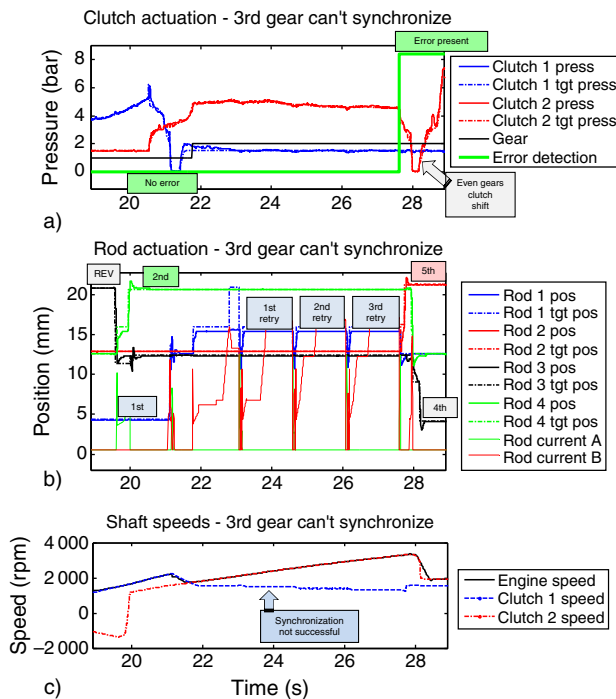 Clutch actuation - 3rd gear can't synchronize
Error present
Pressure (bar)
8
6
4
2
0
No error
Even gears
clutch
shift
20 22 24 26 28
a)
Clutch 1 press
Clutch 1 tgt press
Clutch 2 press
Clutch 2 tgt press
Gear
Error detection
Rod actuation - 3rd gear can't synchronize
REV
2nd
5th
1st
retry
2nd
retry
3rd
retry
1st
4th
Position (mm)
20
15
10
5
0
20 22 24 26 28
b)
Rod 1 pos
Rod 1 tgt pos
Rod 2 pos
Rod 2 tgt pos
Rod 3 pos
Rod 3 tgt pos
Rod 4 pos
Rod 4 tgt pos
Rod current A
Rod current B
Shaft speeds - 3rd gear can't synchronize
Speed (rpm)
4 000
2 000
0
−2 000
Synchronization
not successful
20 22 24 26 28
c)
Time (s)
Engine speed
Clutch 1 speed
Clutch 2 speed